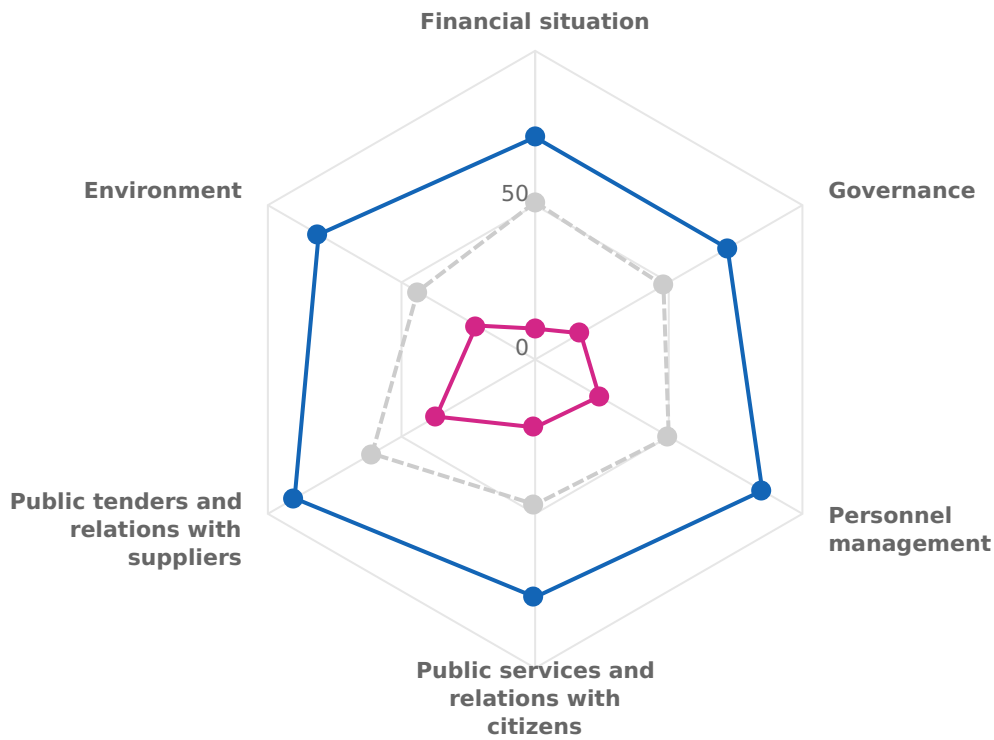 Financial situation
Environment
Governance
50
0
Public tenders and
relations with
suppliers
Personnel
management
Public services and
relations with
citizens